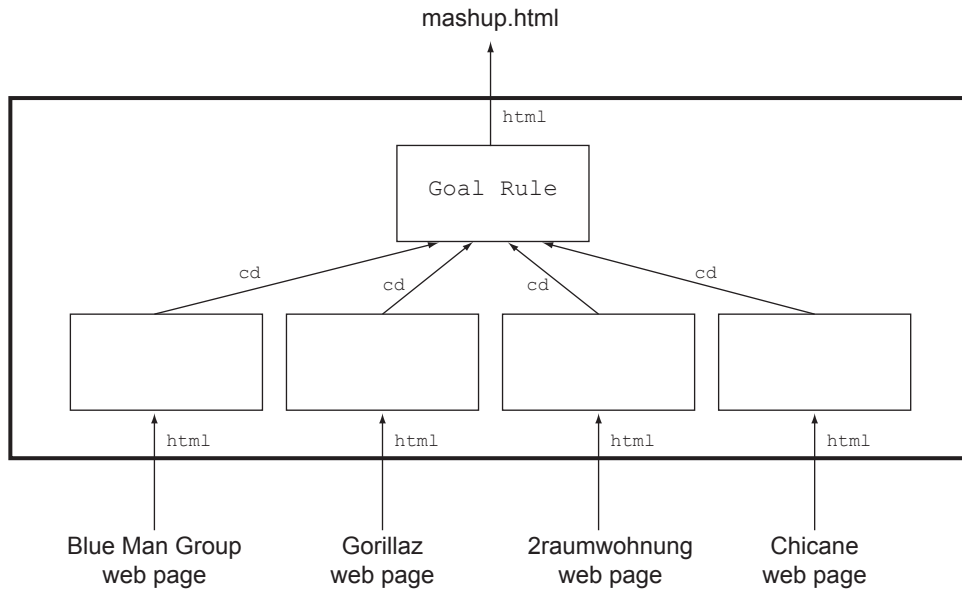 mashup.html
html
Goal Rule
cd
cd
cd
cd
html
html
html
html
Blue Man Group
web page
Gorillaz
web page
2raumwohnung
web page
Chicane
web page